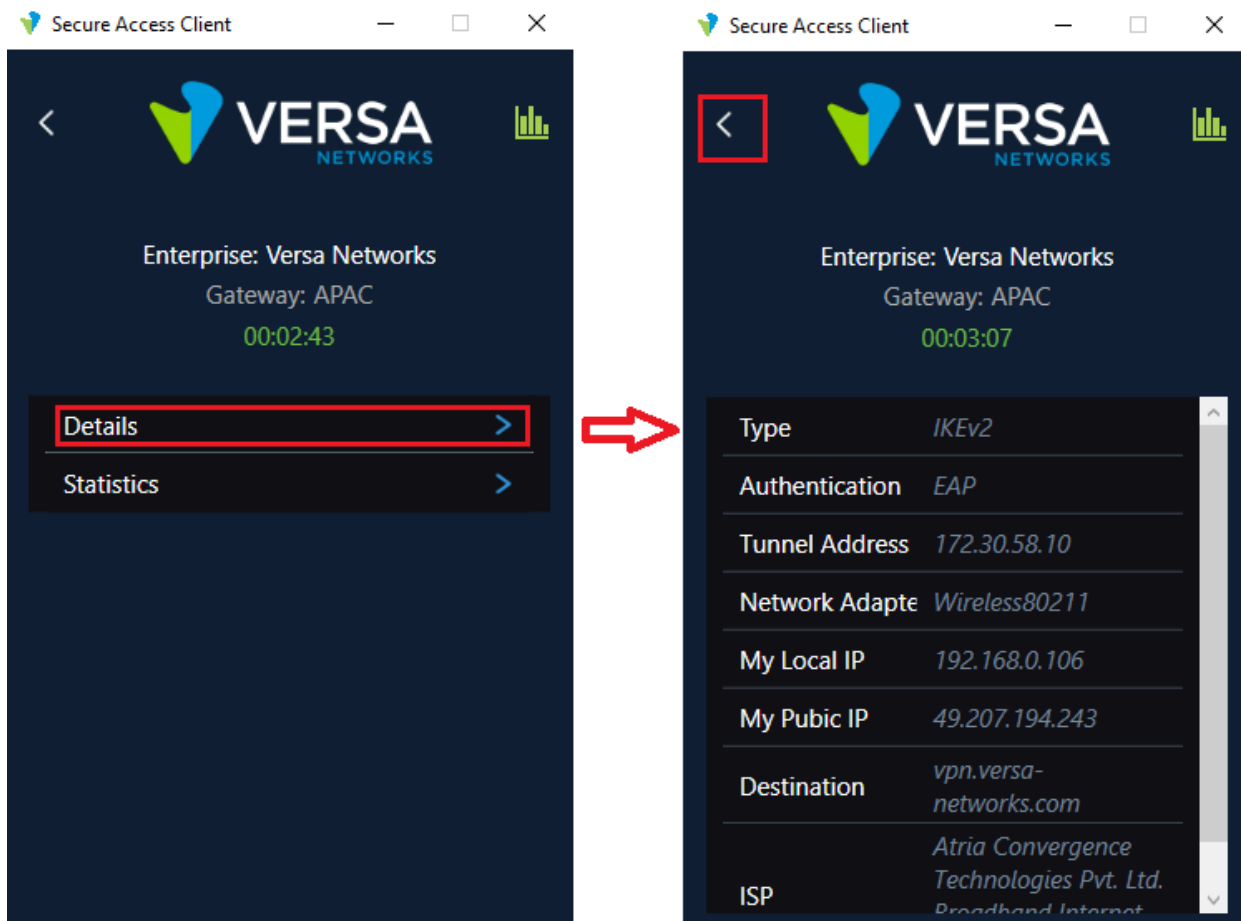 Secure Access Client
VERSA
NETWORKS
Enterprise: Versa Networks
Gateway: APAC
00:02:43
Details
Statistics
Secure Access Client
VERSA
NETWORKS
Enterprise: Versa Networks
Gateway: APAC
00:03:07
Type IKEv2
Authentication EAP
Tunnel Address 172.30.58.10
Network Adapte Wireless80211
My Local IP 192.168.0.106
My Pubic IP 49.207.194.243
Destination vpn.versa-
networks.com
ISP Atria Convergence
Technologies Pvt. Ltd.
Broadband Internet